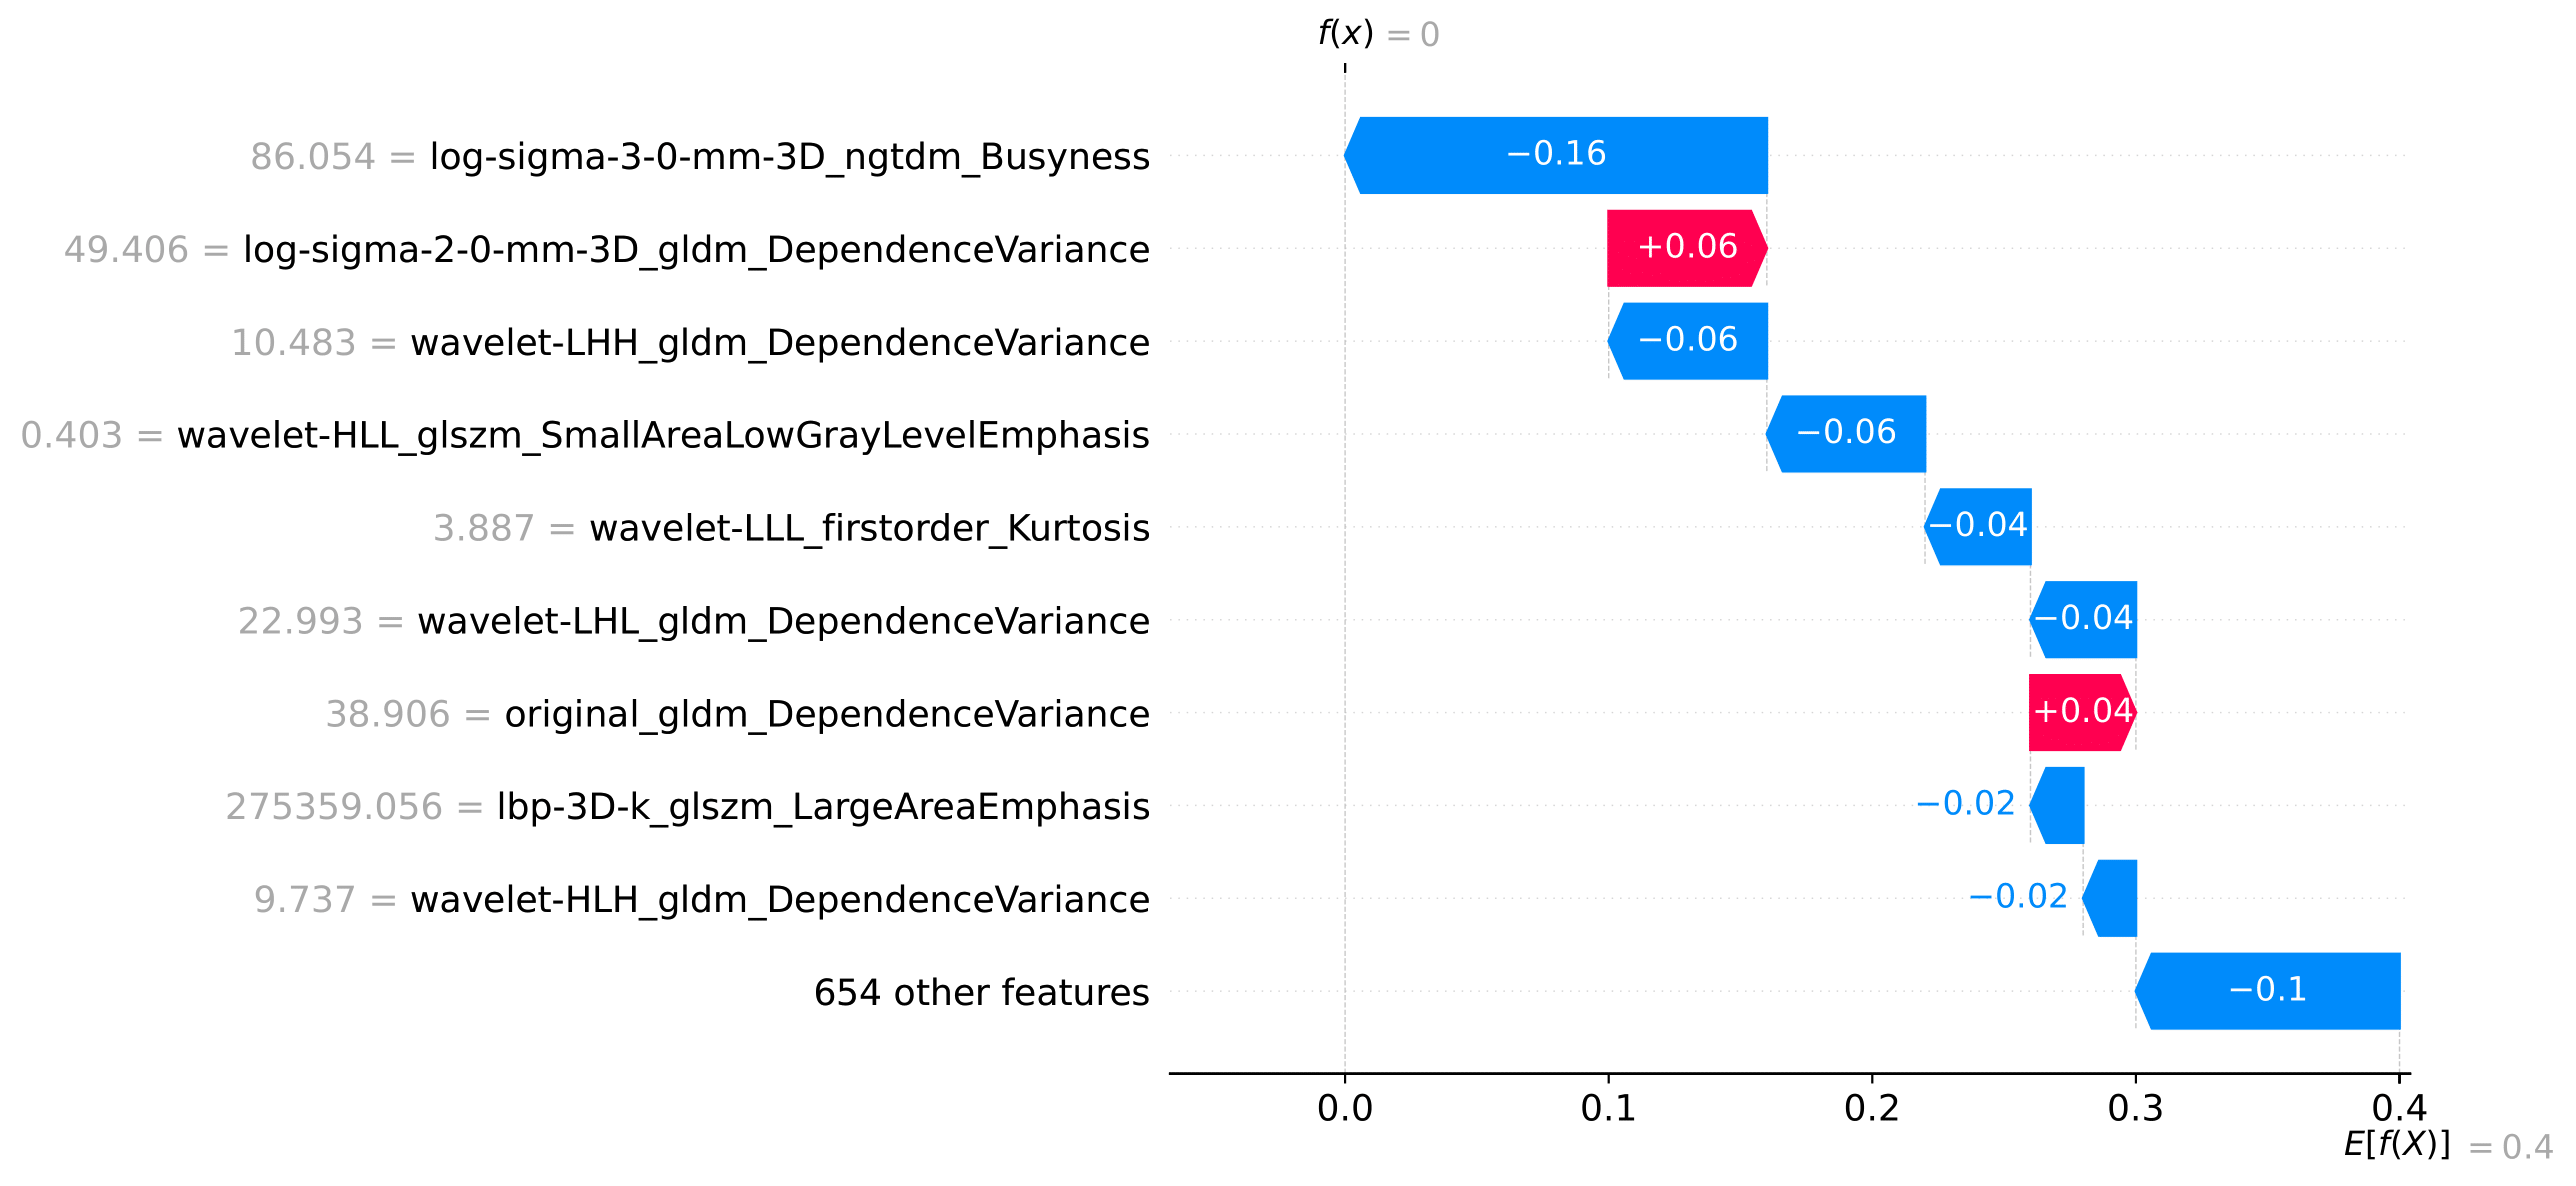 f(x) = 0
86.054 = log-sigma-3-0-mm-3D_ngtdm_Busyness −0.16
49.406 = log-sigma-2-0-mm-3D_gldm_DependenceVariance +0.06
10.483 = wavelet-LHH_gldm_DependenceVariance −0.06
0.403 = wavelet-HLL_glszm_SmallAreaLowGrayLevelEmphasis −0.06
3.887 = wavelet-LLL_firstorder_Kurtosis −0.04
22.993 = wavelet-LHL_gldm_DependenceVariance −0.04
38.906 = original_gldm_DependenceVariance +0.04
275359.056 = lbp-3D-k_glszm_LargeAreaEmphasis −0.02
9.737 = wavelet-HLH_gldm_DependenceVariance −0.02
654 other features −0.1
0.0 0.1 0.2 0.3 0.4
E[f(X)] = 0.4